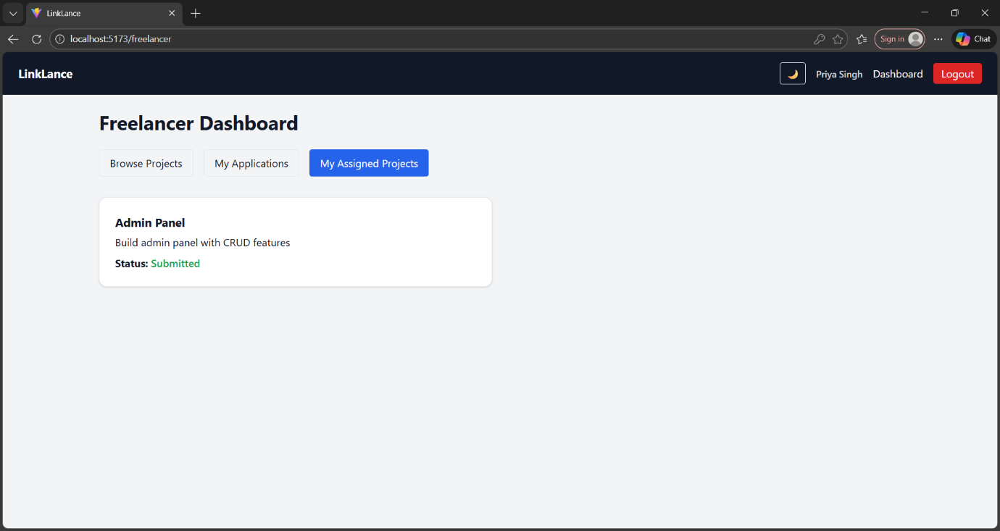 LinkLance
localhost:5173/freelancer
Sign in
Chat
LinkLance
Priya Singh
Dashboard
Logout
Freelancer Dashboard
Browse Projects
My Applications
My Assigned Projects
Admin Panel
Build admin panel with CRUD features
Status: Submitted